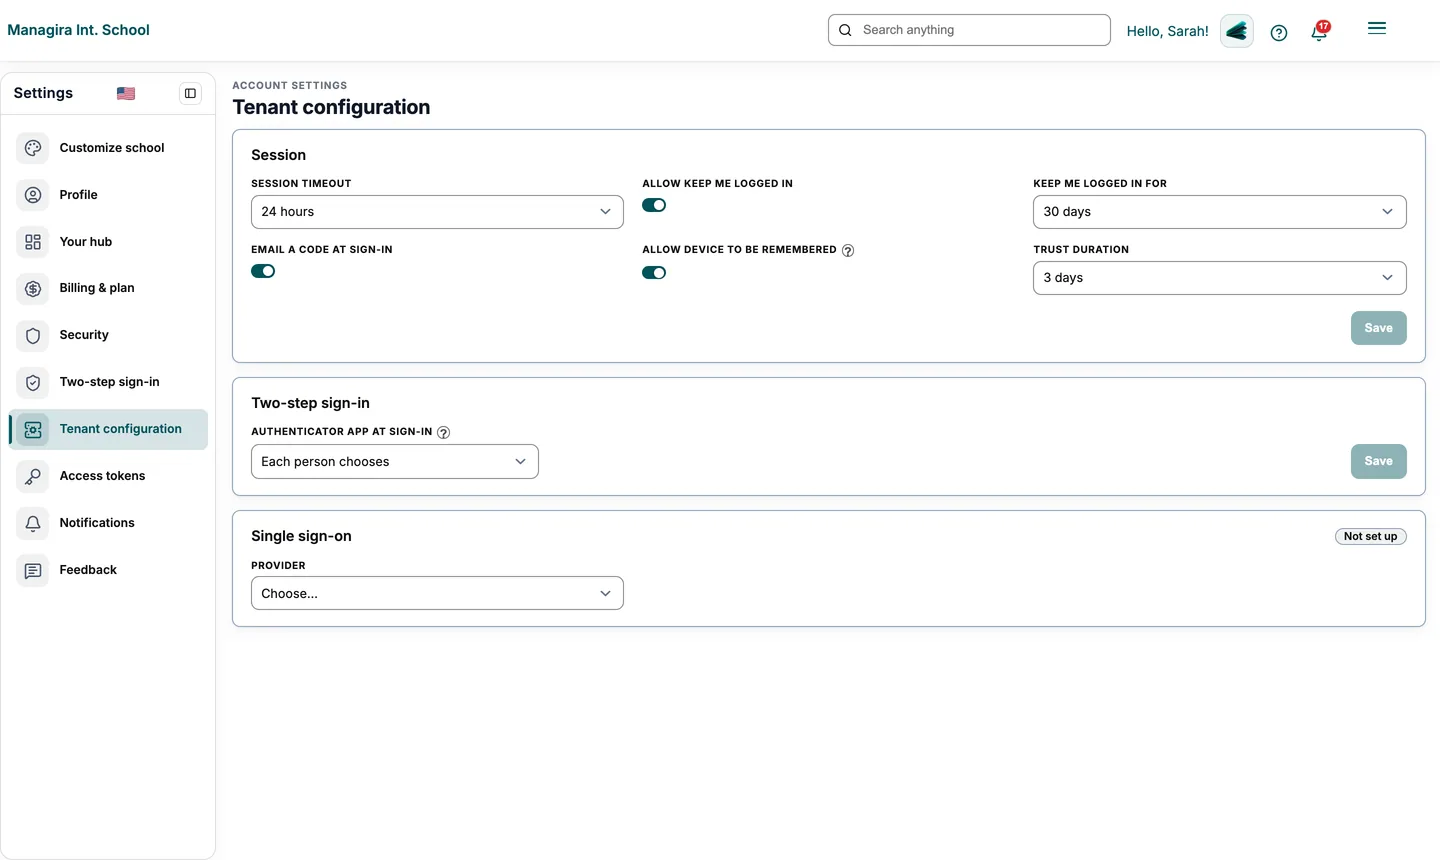 Managira Int. School
Search anything
Hello, Sarah!
17
Settings
Customize school
Profile
Your hub
Billing & plan
Security
Two-step sign-in
Tenant configuration
Access tokens
Notifications
Feedback
ACCOUNT SETTINGS
Tenant configuration
Session
SESSION TIMEOUT
24 hours
ALLOW KEEP ME LOGGED IN
KEEP ME LOGGED IN FOR
30 days
EMAIL A CODE AT SIGN-IN
ALLOW DEVICE TO BE REMEMBERED ?
TRUST DURATION
3 days
Save
Two-step sign-in
AUTHENTICATOR APP AT SIGN-IN ?
Each person chooses
Save
Single sign-on
Not set up
PROVIDER
Choose...